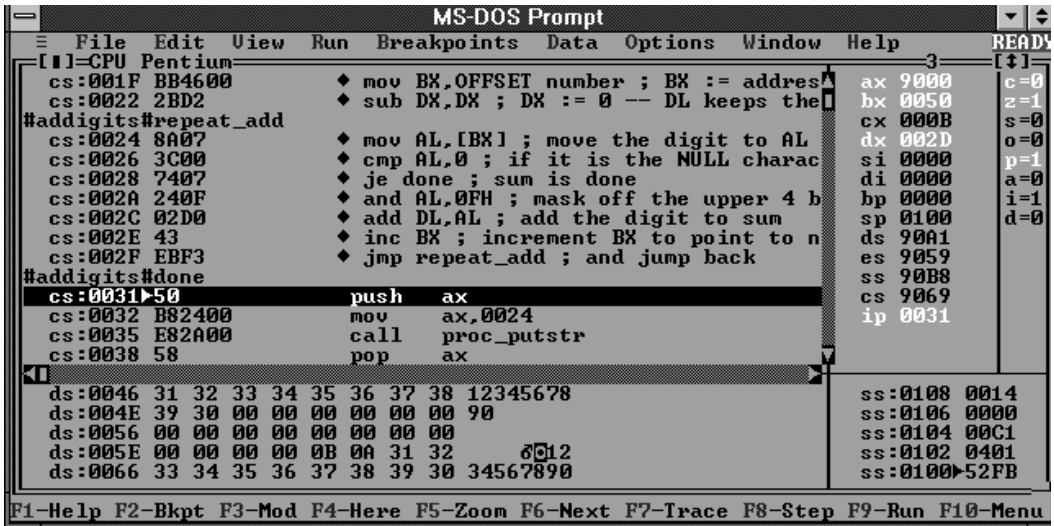 MS-DOS Prompt
≡ File Edit View Run Breakpoints Data Options Window Help READY
[■]=CPU Pentium 3 [↕]
cs:001F BB4600 ♦ mov BX,OFFSET number ; BX := addres ax 9000 c=0
cs:0022 2BD2 ♦ sub DX,DX ; DX := 0 -- DL keeps the bx 0050 z=1
#addigits#repeat_add cx 000B s=0
cs:0024 8A07 ♦ mov AL,[BX] ; move the digit to AL dx 002D o=0
cs:0026 3C00 ♦ cmp AL,0 ; if it is the NULL charac si 0000 p=1
cs:0028 7407 ♦ je done ; sum is done di 0000 a=0
cs:002A 240F ♦ and AL,0FH ; mask off the upper 4 b bp 0000 i=1
cs:002C 02D0 ♦ add DL,AL ; add the digit to sum sp 0100 d=0
cs:002E 43 ♦ inc BX ; increment BX to point to n ds 90A1
cs:002F EBF3 ♦ jmp repeat_add ; and jump back es 9059
#addigits#done ss 90B8
cs:0031►50 push ax cs 9069
cs:0032 B82400 mov ax,0024 ip 0031
cs:0035 E82A00 call proc_putstr
cs:0038 58 pop ax
ds:0046 31 32 33 34 35 36 37 38 12345678 ss:0108 0014
ds:004E 39 30 00 00 00 00 00 00 90 ss:0106 0000
ds:0056 00 00 00 00 00 00 00 00 ss:0104 00C1
ds:005E 00 00 00 00 0B 0A 31 32 ♂◙12 ss:0102 0401
ds:0066 33 34 35 36 37 38 39 30 34567890 ss:0100►52FB
F1-Help F2-Bkpt F3-Mod F4-Here F5-Zoom F6-Next F7-Trace F8-Step F9-Run F10-Menu